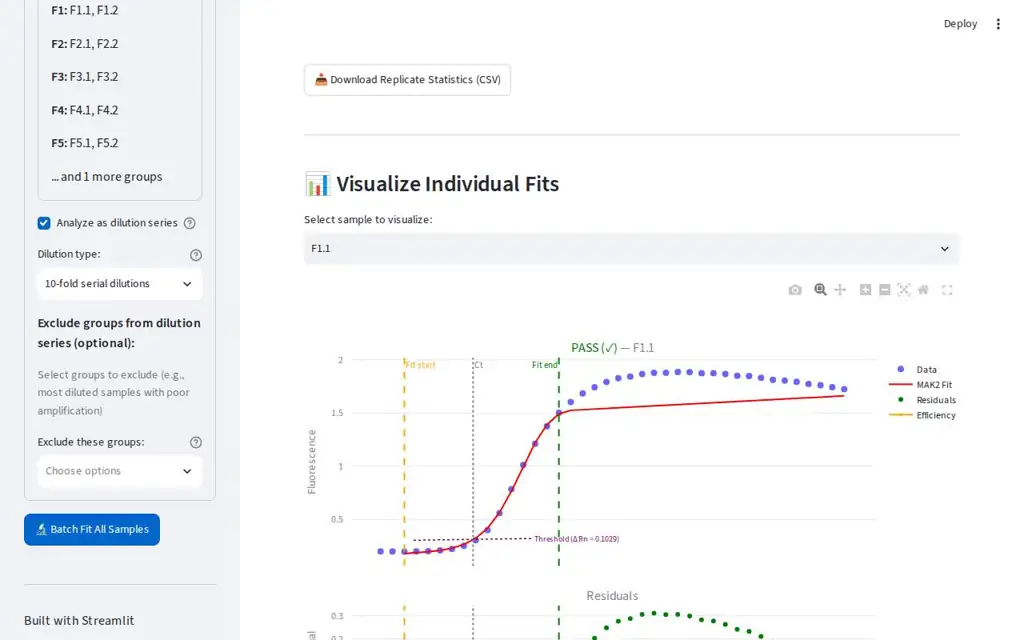 F1: F1.1, F1.2
F2: F2.1, F2.2
F3: F3.1, F3.2
F4: F4.1, F4.2
F5: F5.1, F5.2
... and 1 more groups
Analyze as dilution series
Dilution type:
10-fold serial dilutions
Exclude groups from dilution
series (optional):
Select groups to exclude (e.g.,
most diluted samples with poor
amplification)
Exclude these groups:
Choose options
Batch Fit All Samples
Built with Streamlit
Deploy
Download Replicate Statistics (CSV)
Visualize Individual Fits
Select sample to visualize:
F1.1
PASS (✓) — F1.1
Fit start
Ct
Fit end
2
1.5
1
0.5
Fluorescence
Threshold (ΔRn = 0.1029)
Data
MAK2 Fit
Residuals
Efficiency
Residuals
0.3
0.2